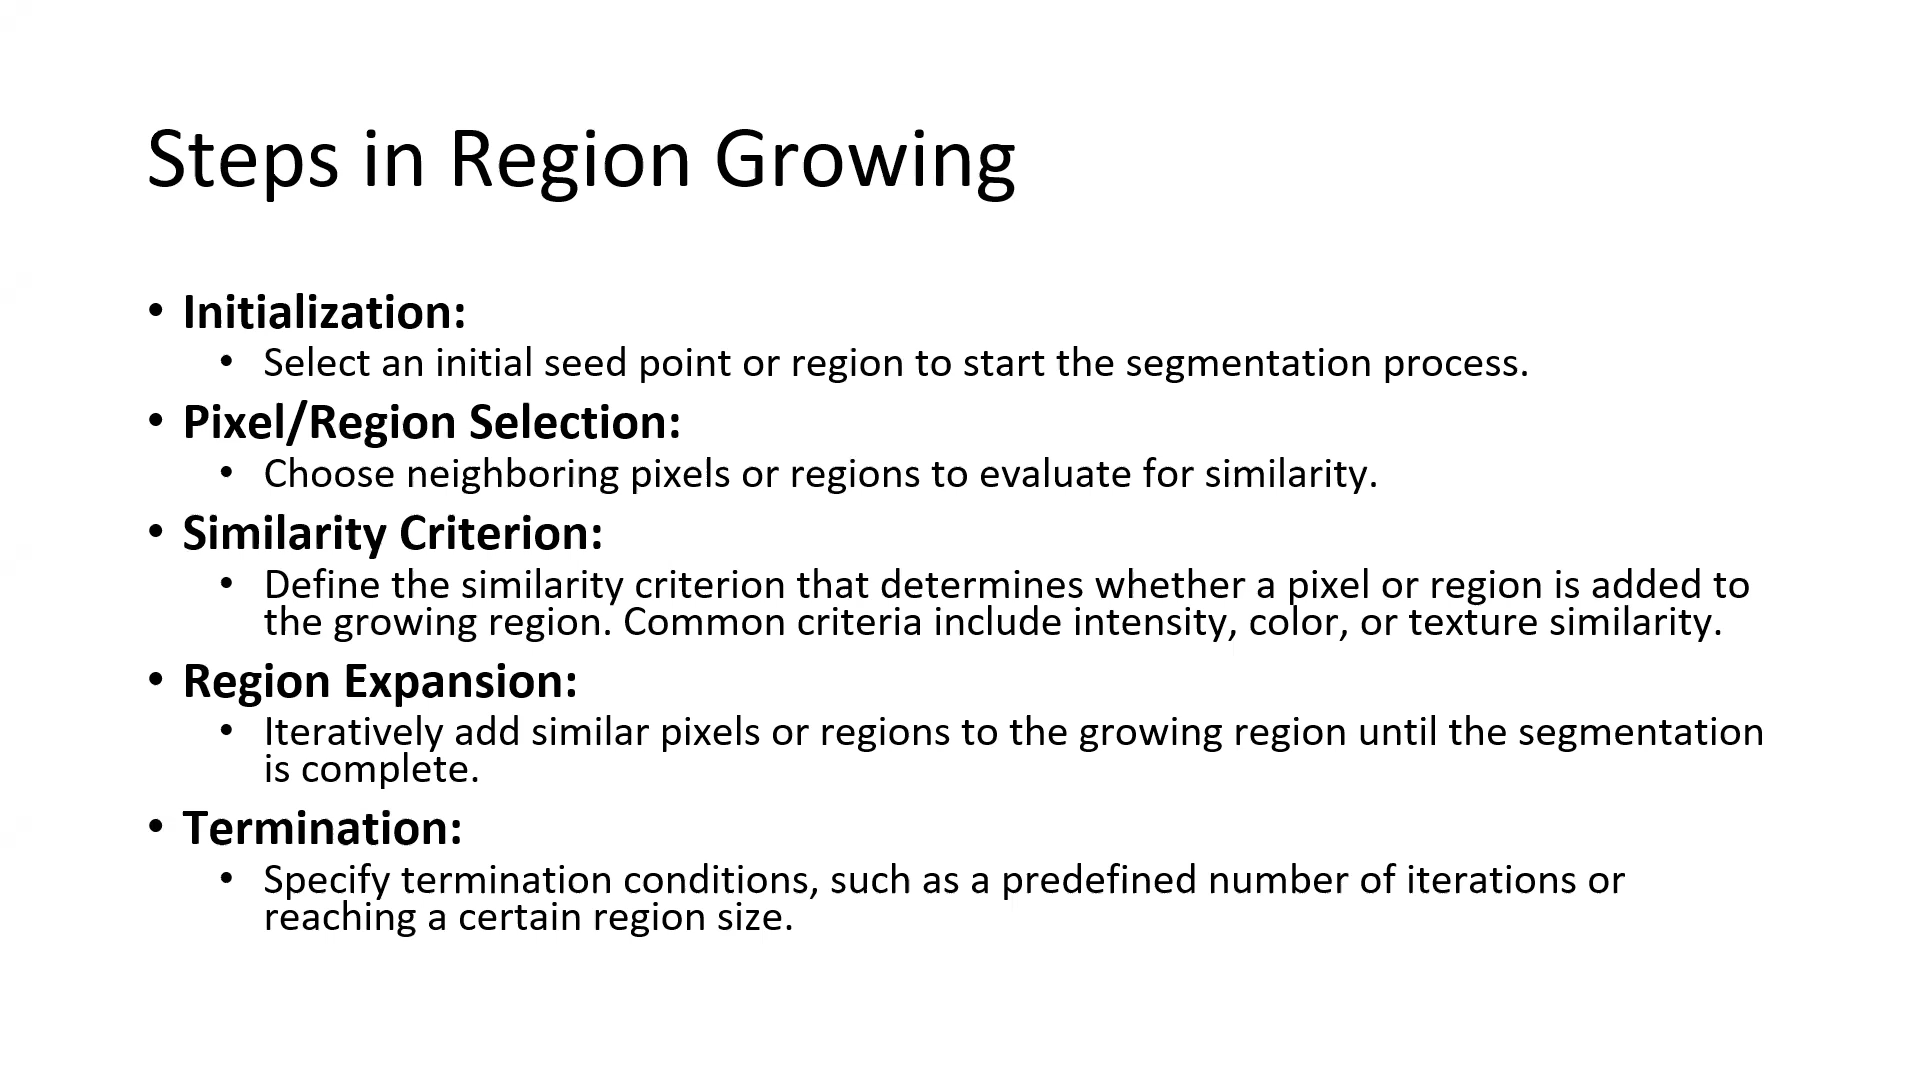 Steps in Region Growing
• Initialization:
• Select an initial seed point or region to start the segmentation process.
• Pixel/Region Selection:
• Choose neighboring pixels or regions to evaluate for similarity.
• Similarity Criterion:
• Define the similarity criterion that determines whether a pixel or region is added to
the growing region. Common criteria include intensity, color, or texture similarity.
• Region Expansion:
• Iteratively add similar pixels or regions to the growing region until the segmentation
is complete.
• Termination:
• Specify termination conditions, such as a predefined number of iterations or
reaching a certain region size.